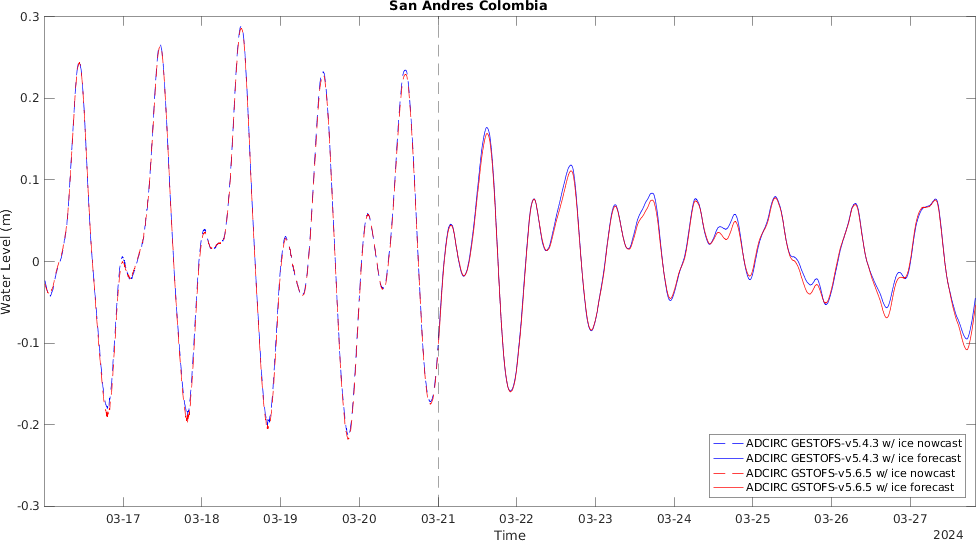 San Andres Colombia
0.3
0.2
0.1
0
-0.1
-0.2
-0.3
Water Level (m)
ADCIRC GESTOFS-v5.4.3 w/ ice nowcast
ADCIRC GESTOFS-v5.4.3 w/ ice forecast
ADCIRC GSTOFS-v5.6.5 w/ ice nowcast
ADCIRC GSTOFS-v5.6.5 w/ ice forecast
03-17 03-18 03-19 03-20 03-21 03-22 03-23 03-24 03-25 03-26 03-27
Time
2024